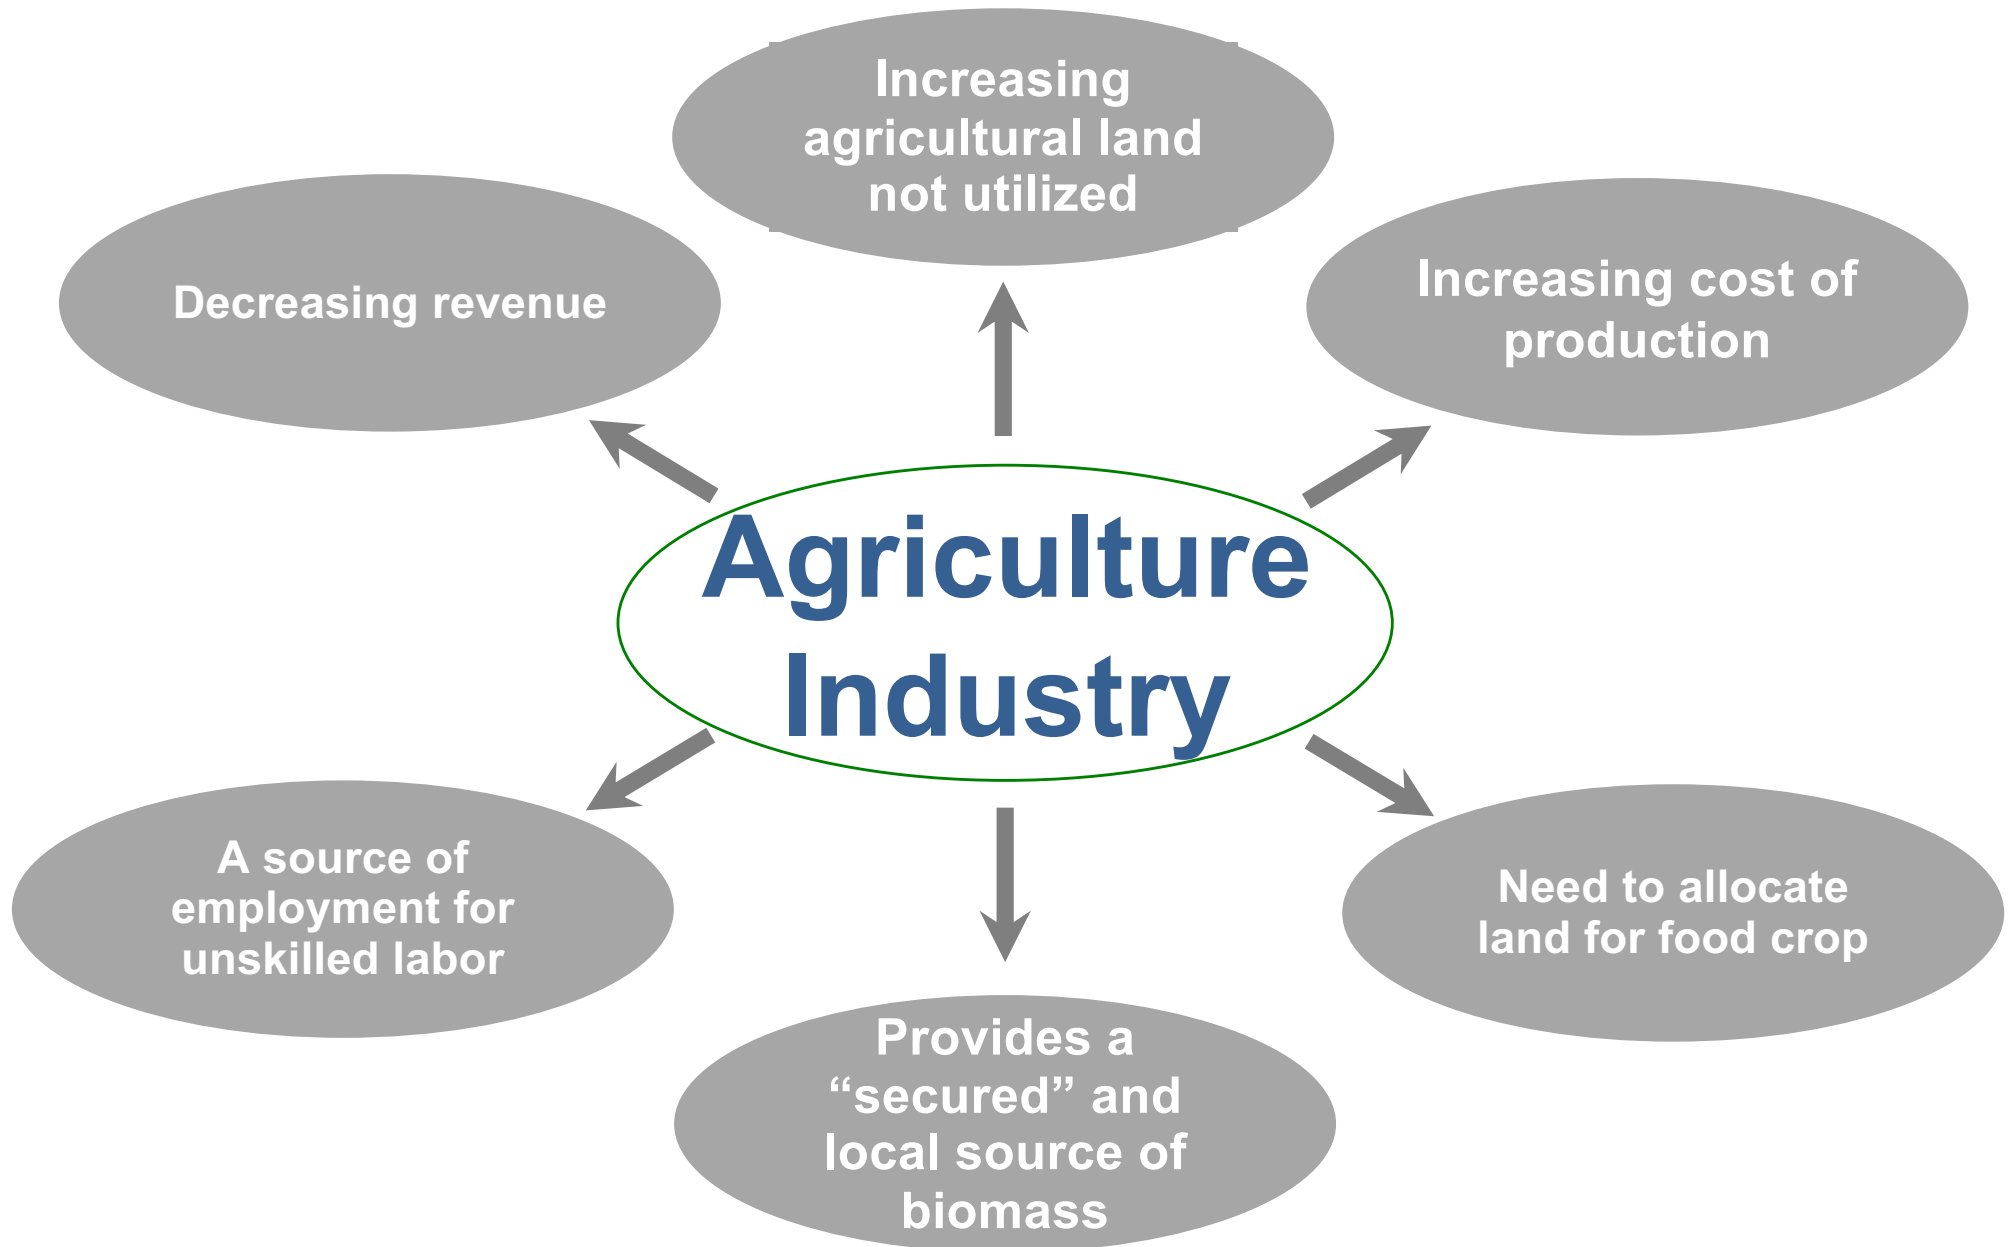 Increasing
agricultural land
not utilized
Decreasing revenue
Increasing cost of
production
Agriculture
Industry
A source of
employment for
unskilled labor
Need to allocate
land for food crop
Provides a
“secured” and
local source of
biomass